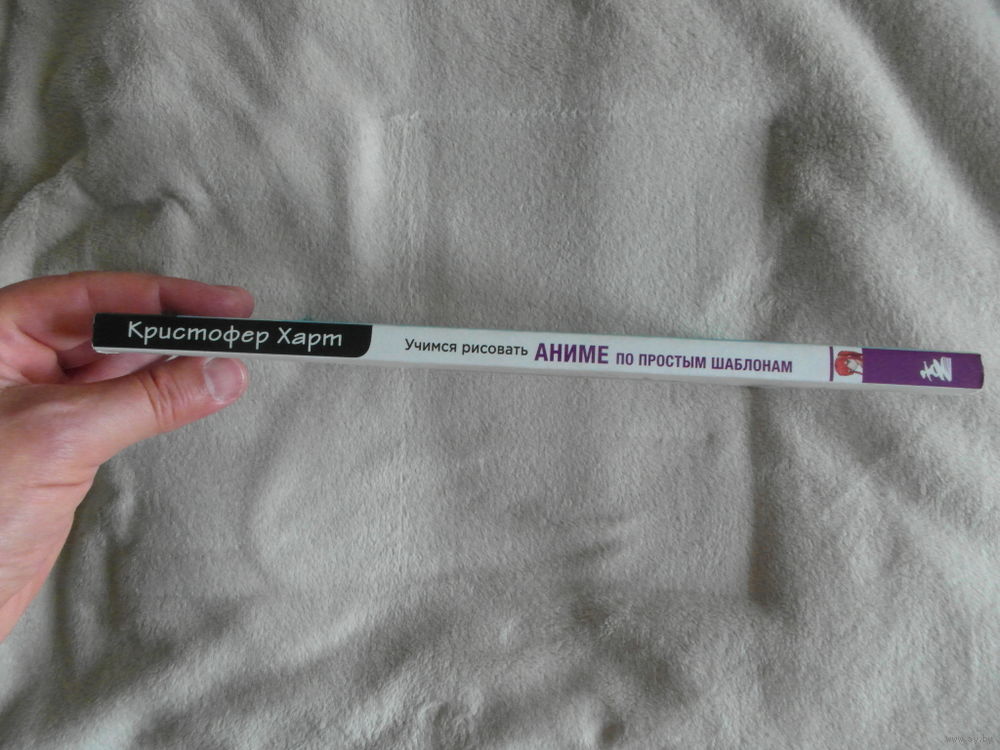 Кристофер Харт
Учимся рисовать АНИМЕ ПО ПРОСТЫМ ШАБЛОНАМ